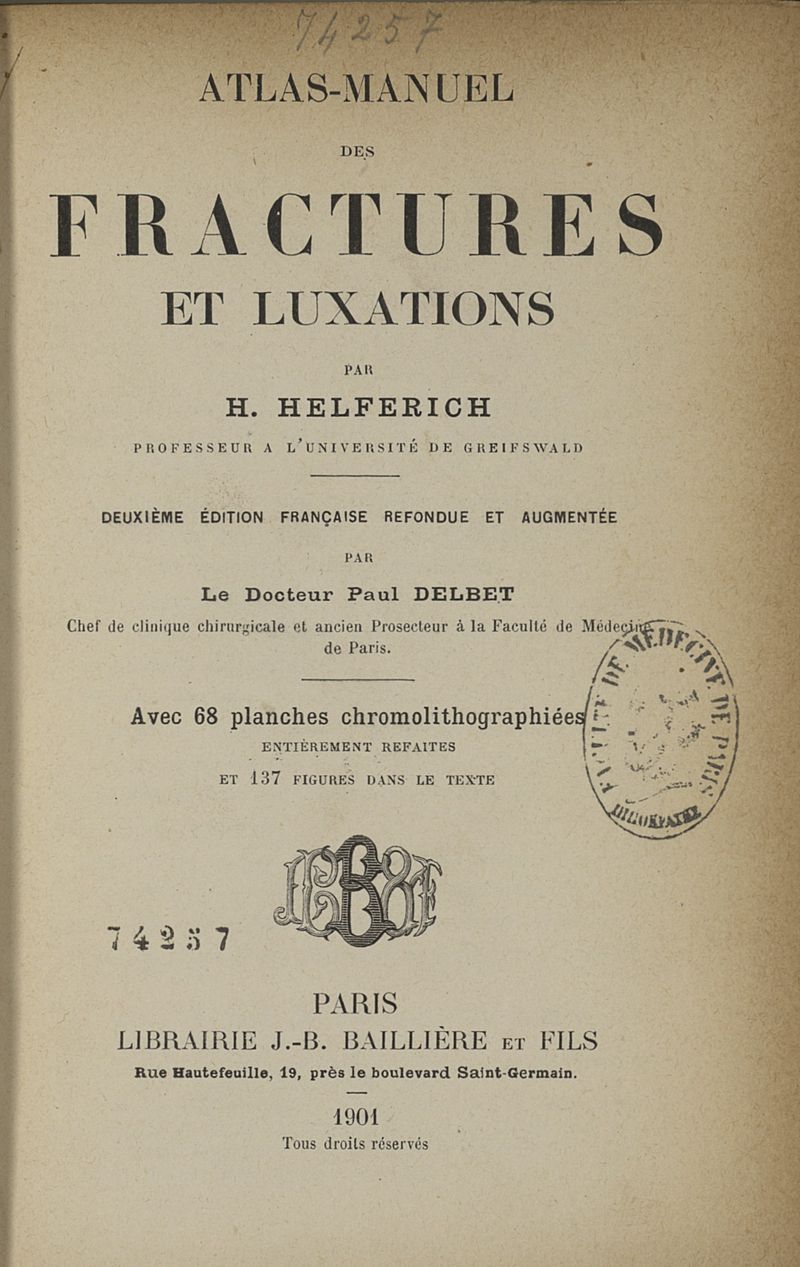 74257
ATLAS-MANUEL
DES
FRACTURES
ET LUXATIONS
PAR
H. HELFERICH
PROFESSEUR A L'UNIVERSITÉ DE GREIFSWALD
DEUXIÈME ÉDITION FRANÇAISE REFONDUE ET AUGMENTÉE
PAR
Le Docteur Paul DELBET
Chef de clinique chirurgicale et ancien Prosecteur à la Faculté de Médecine
de Paris.
Avec 68 planches chromolithographiées
ENTIÈREMENT REFAITES
ET 137 FIGURES DANS LE TEXTE
74257
PARIS
LIBRAIRIE J.-B. BAILLIÈRE ET FILS
Rue Hautefeuille, 19, près le boulevard Saint-Germain.
1901
Tous droits réservés